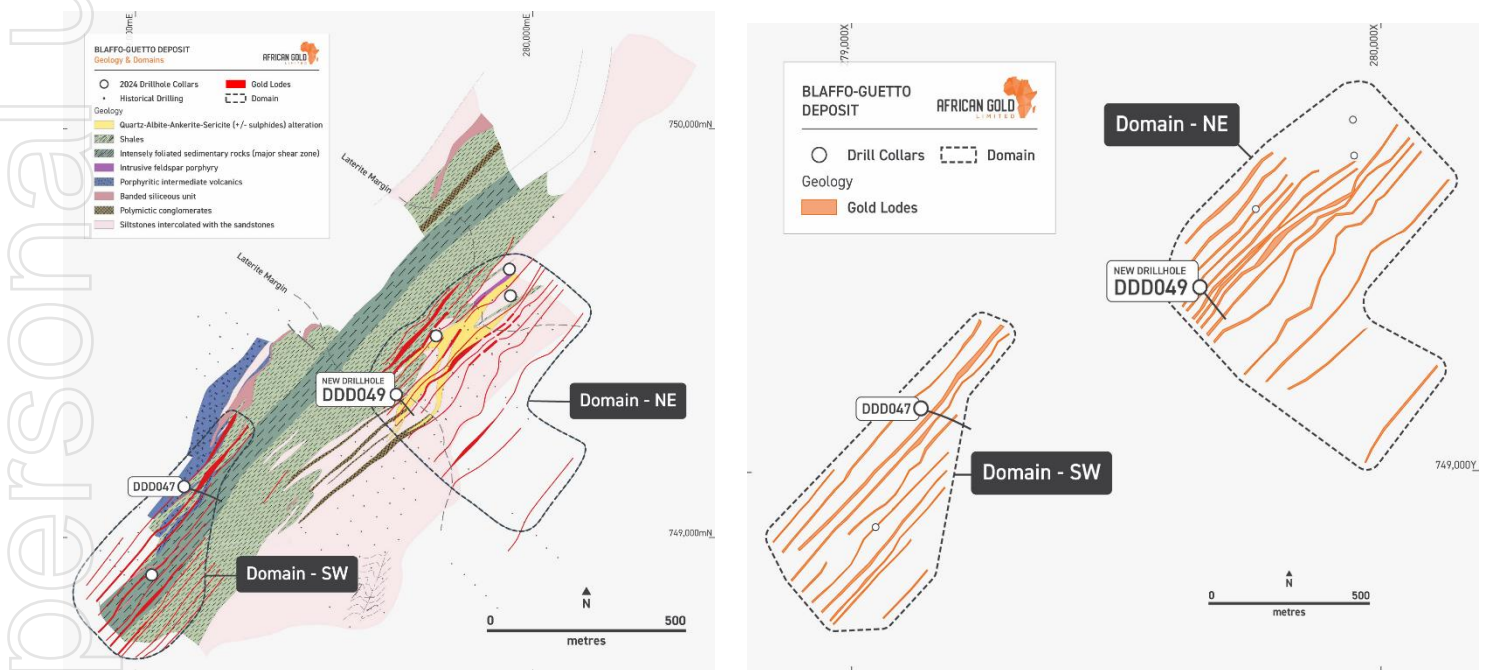 personal u
000mE
280,000mE
BLAFFO-GUETTO DEPOSIT
Geology & Domains
AFRICAN GOLD
LIMITED
2024 Drillhole Collars
Gold Lodes
Historical Drilling
Domain
Geology
Quartz-Albite-Ankerite-Sericite (+/- sulphides) alteration
Shales
Intensely foliated sedimentary rocks (major shear zone)
Intrusive feldspar porphyry
Porphyritic intermediate volcanics
Banded siliceous unit
Polymictic conglomerates
Siltstones intercolated with the sandstones
750,000mN
Laterite Margin
Laterite Margin
NEW DRILLHOLE
DDD049
Domain - NE
DDD047
749,000mN
Domain - SW
N
0 500
metres
279,000X
280,000X
BLAFFO-GUETTO
DEPOSIT
AFRICAN GOLD
LIMITED
Drill Collars
Domain
Geology
Gold Lodes
Domain - NE
NEW DRILLHOLE
DDD049
DDD047
Domain - SW
749,000Y
N
0 500
metres